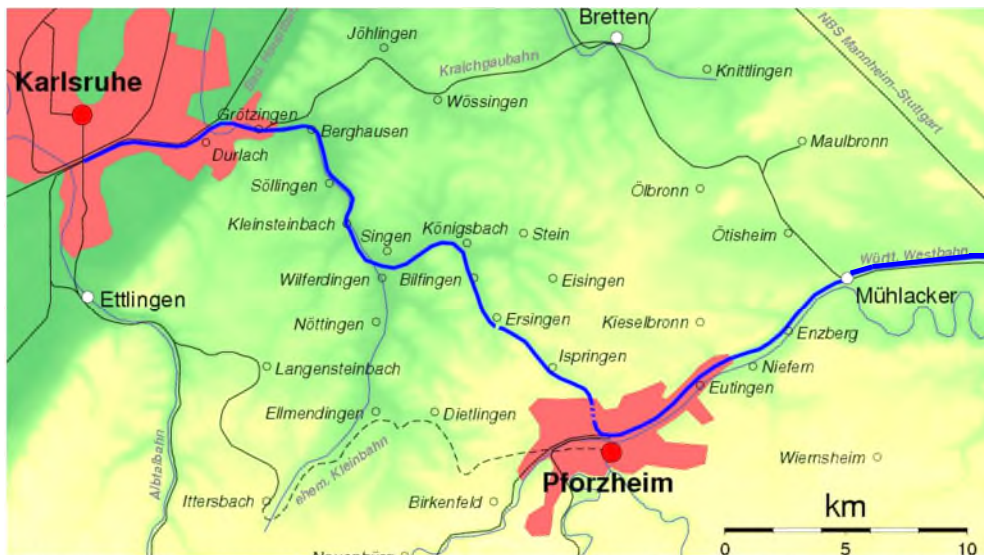 Bretten
Jöhlingen
NBS Mannheim-Stuttgart
Karlsruhe
Kraichgaubahn
Knittlingen
Wössingen
Grötzingen
Berghausen
Durlach
Maulbronn
Söllingen
Ölbronn
Kleinsteinbach
Singen
Königsbach
Stein
Ötisheim
Württ. Westbahn
Wilferdingen
Bilfingen
Eisingen
Mühlacker
Ettlingen
Nöttingen
Ersingen
Kieselbronn
Enzberg
Ispringen
Langensteinbach
Niefern
Eutingen
Ellmendingen
Dietlingen
Albtalbahn
ehem. Kleinbahn
Wiernsheim
Pforzheim
Ittersbach
Birkenfeld
km
0
5
10